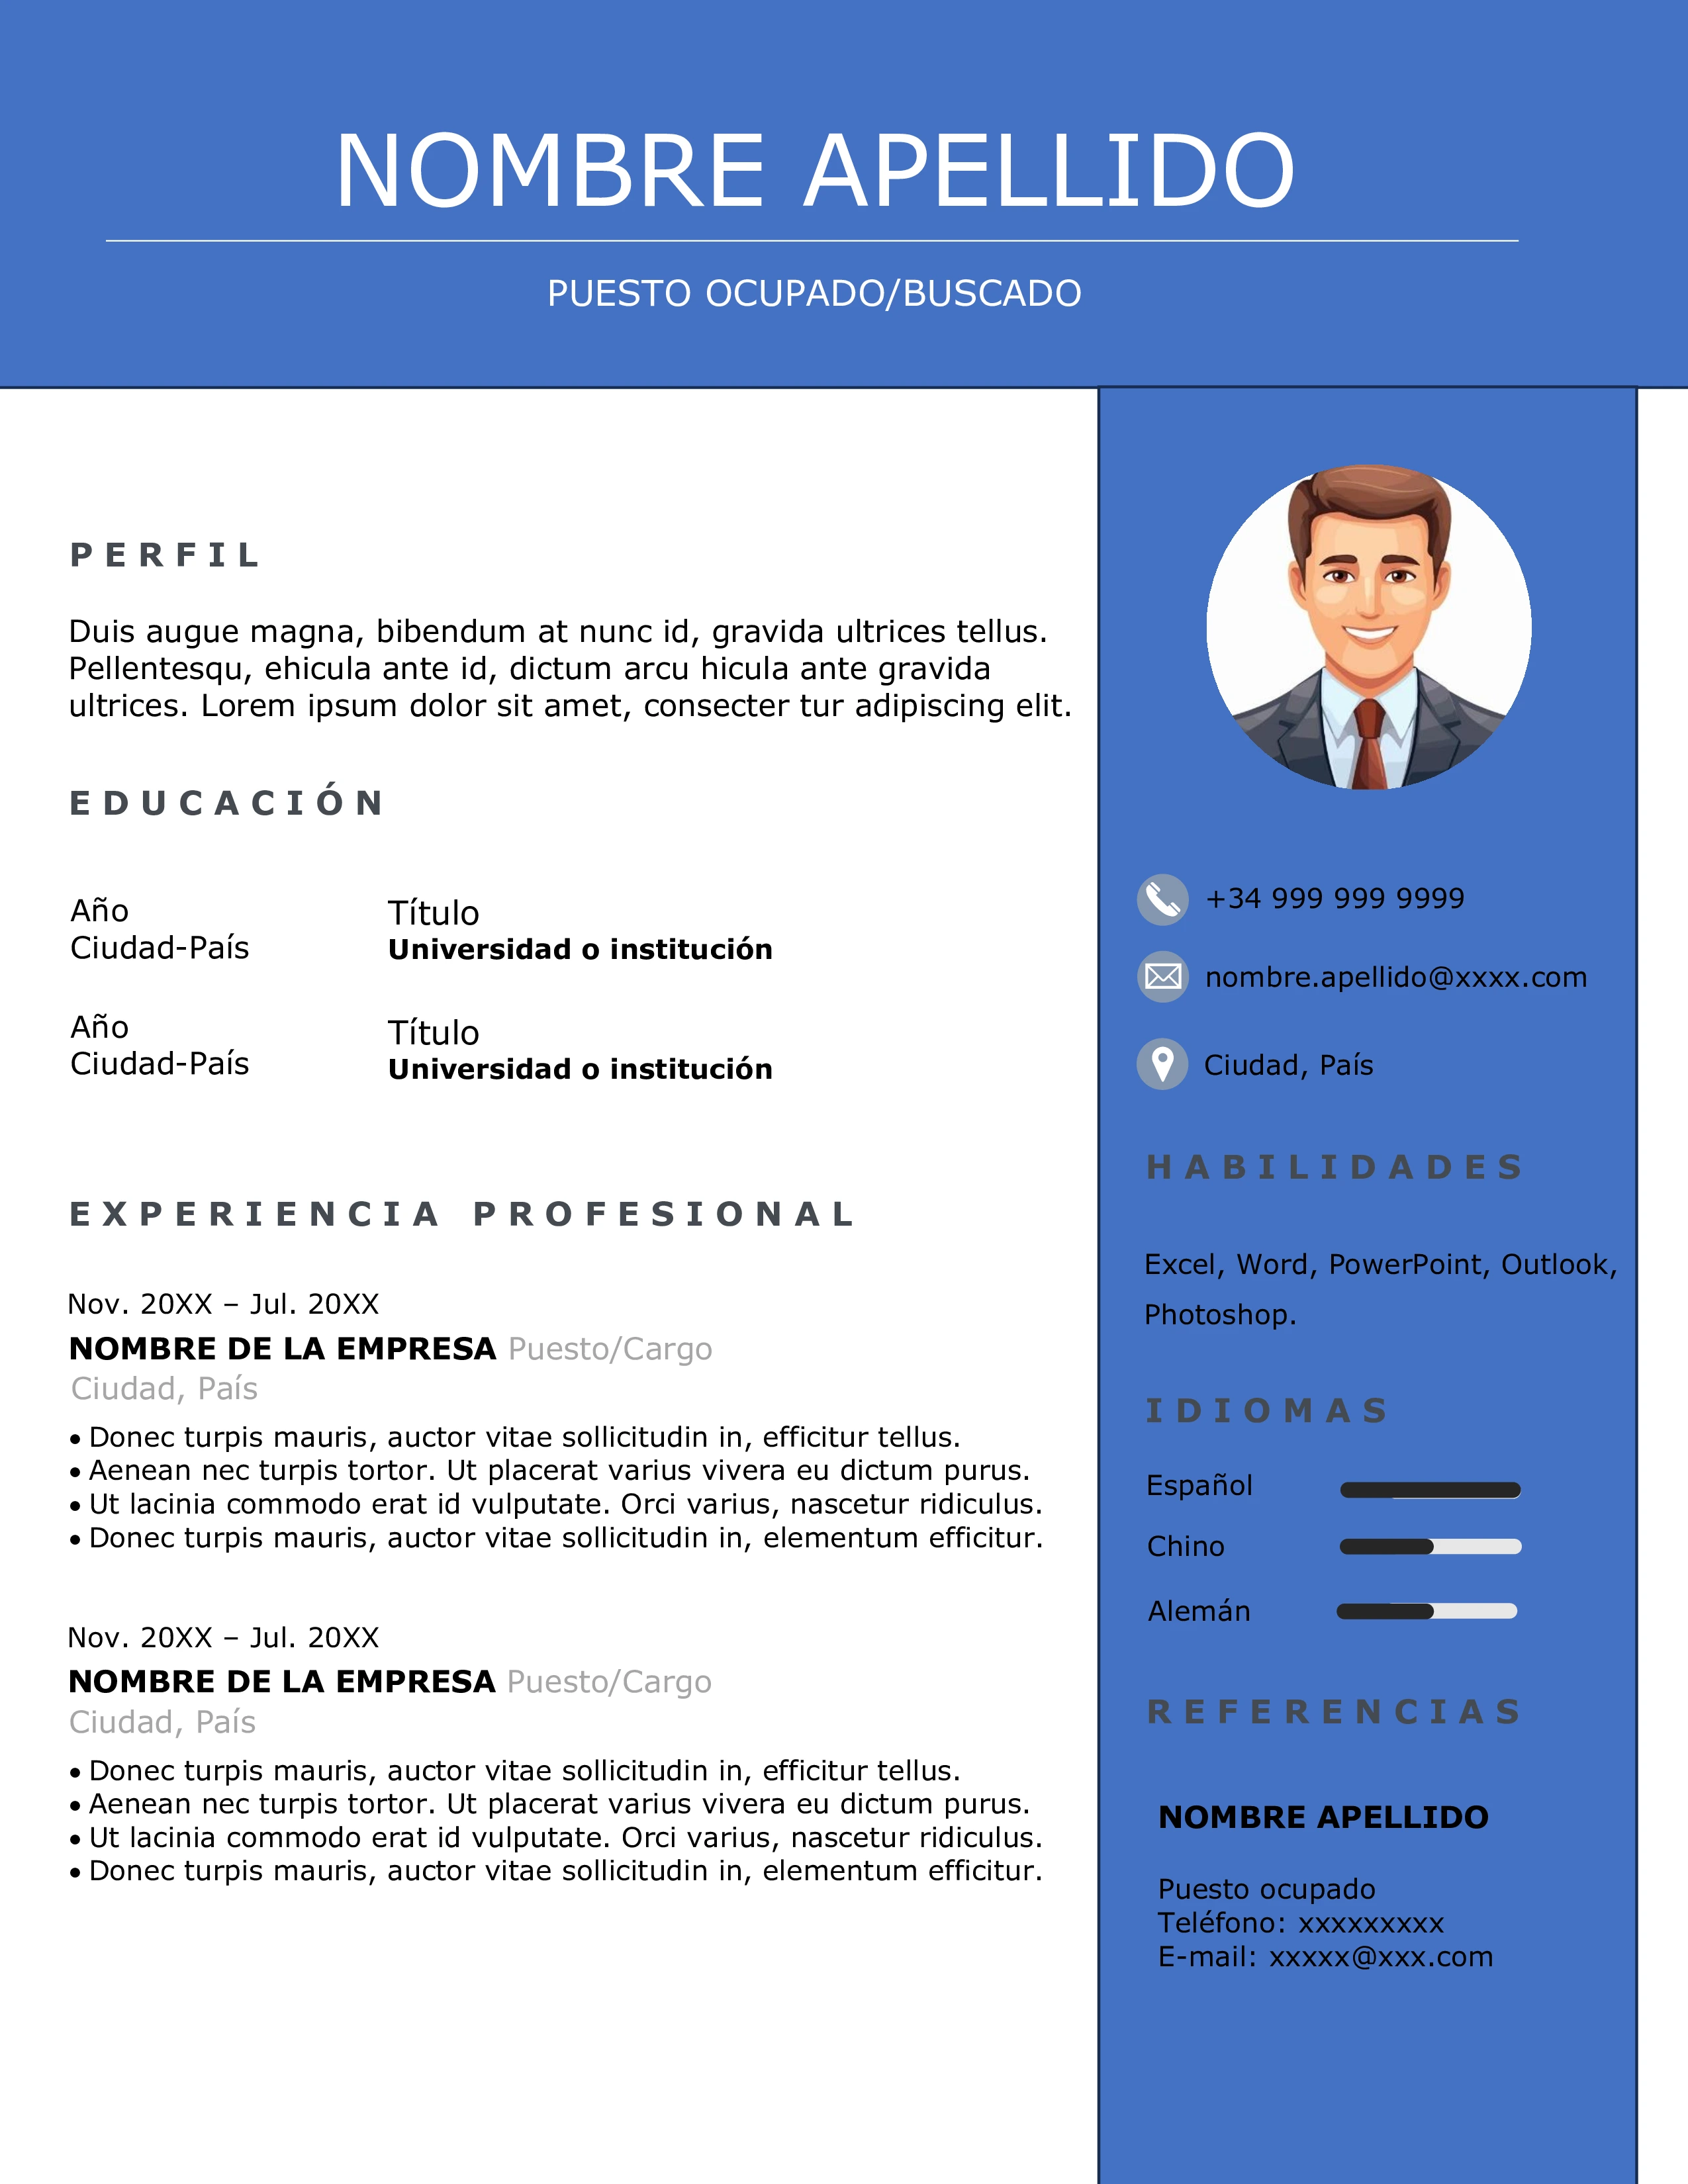 NOMBRE APELLIDO
PUESTO OCUPADO/BUSCADO
PERFIL
Duis augue magna, bibendum at nunc id, gravida ultrices tellus.
Pellentesqu, ehicula ante id, dictum arcu hicula ante gravida
ultrices. Lorem ipsum dolor sit amet, consecter tur adipiscing elit.
EDUCACIÓN
Año
Ciudad-País
Título
Universidad o institución
Año
Ciudad-País
Título
Universidad o institución
EXPERIENCIA PROFESIONAL
Nov. 20XX – Jul. 20XX
NOMBRE DE LA EMPRESA Puesto/Cargo
Ciudad, País
• Donec turpis mauris, auctor vitae sollicitudin in, efficitur tellus.
• Aenean nec turpis tortor. Ut placerat varius vivera eu dictum purus.
• Ut lacinia commodo erat id vulputate. Orci varius, nascetur ridiculus.
• Donec turpis mauris, auctor vitae sollicitudin in, elementum efficitur.
Nov. 20XX – Jul. 20XX
NOMBRE DE LA EMPRESA Puesto/Cargo
Ciudad, País
• Donec turpis mauris, auctor vitae sollicitudin in, efficitur tellus.
• Aenean nec turpis tortor. Ut placerat varius vivera eu dictum purus.
• Ut lacinia commodo erat id vulputate. Orci varius, nascetur ridiculus.
• Donec turpis mauris, auctor vitae sollicitudin in, elementum efficitur.
+34 999 999 9999
nombre.apellido@xxxx.com
Ciudad, País
HABILIDADES
Excel, Word, PowerPoint, Outlook,
Photoshop.
IDIOMAS
Español
Chino
Alemán
REFERENCIAS
NOMBRE APELLIDO
Puesto ocupado
Teléfono: xxxxxxxxx
E-mail: xxxxx@xxx.com